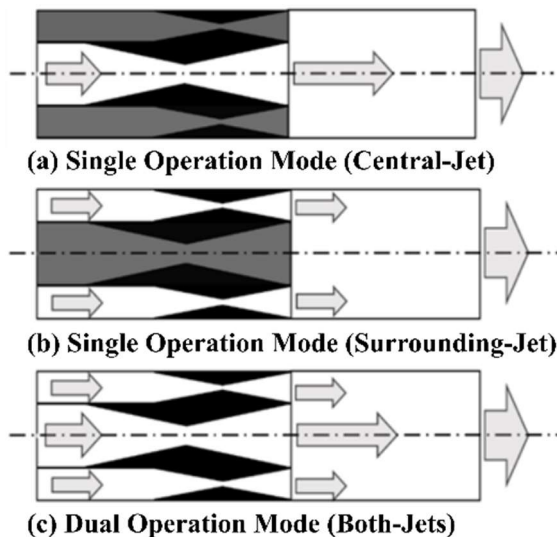 (a) Single Operation Mode (Central-Jet)
(b) Single Operation Mode (Surrounding-Jet)
(c) Dual Operation Mode (Both-Jets)